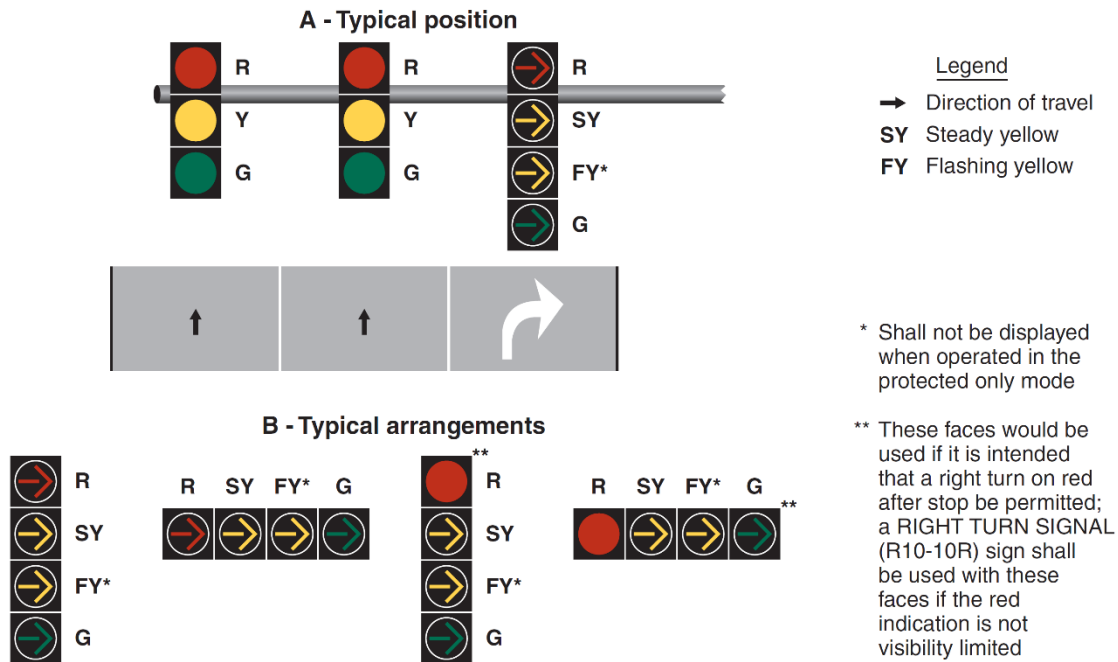 A - Typical position
R
Y
G
R
Y
G
R
SY
FY*
G
Legend
Direction of travel
SY Steady yellow
FY Flashing yellow
* Shall not be displayed
when operated in the
protected only mode
B - Typical arrangements
R
SY
FY*
G
R SY FY* G
**
R
SY
FY*
G
R SY FY* G
**
** These faces would be
used if it is intended
that a right turn on red
after stop be permitted;
a RIGHT TURN SIGNAL
(R10-10R) sign shall
be used with these
faces if the red
indication is not
visibility limited